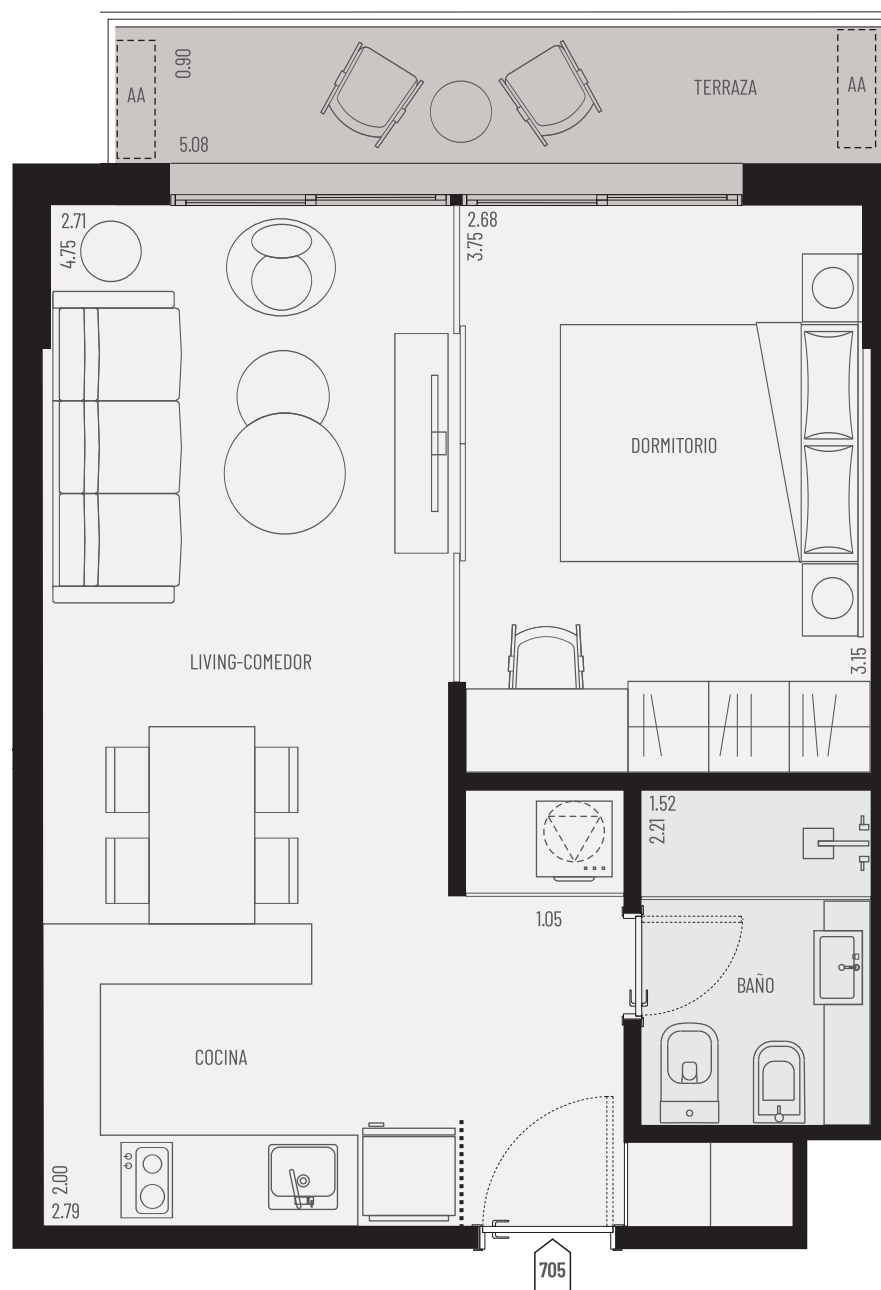 0.90
AA
TERRAZA
AA
5.08
2.71
4.75
2.68
3.75
DORMITORIO
LIVING-COMEDOR
3.15
1.52
2.21
1.05
BAÑO
COCINA
2.00
2.79
705